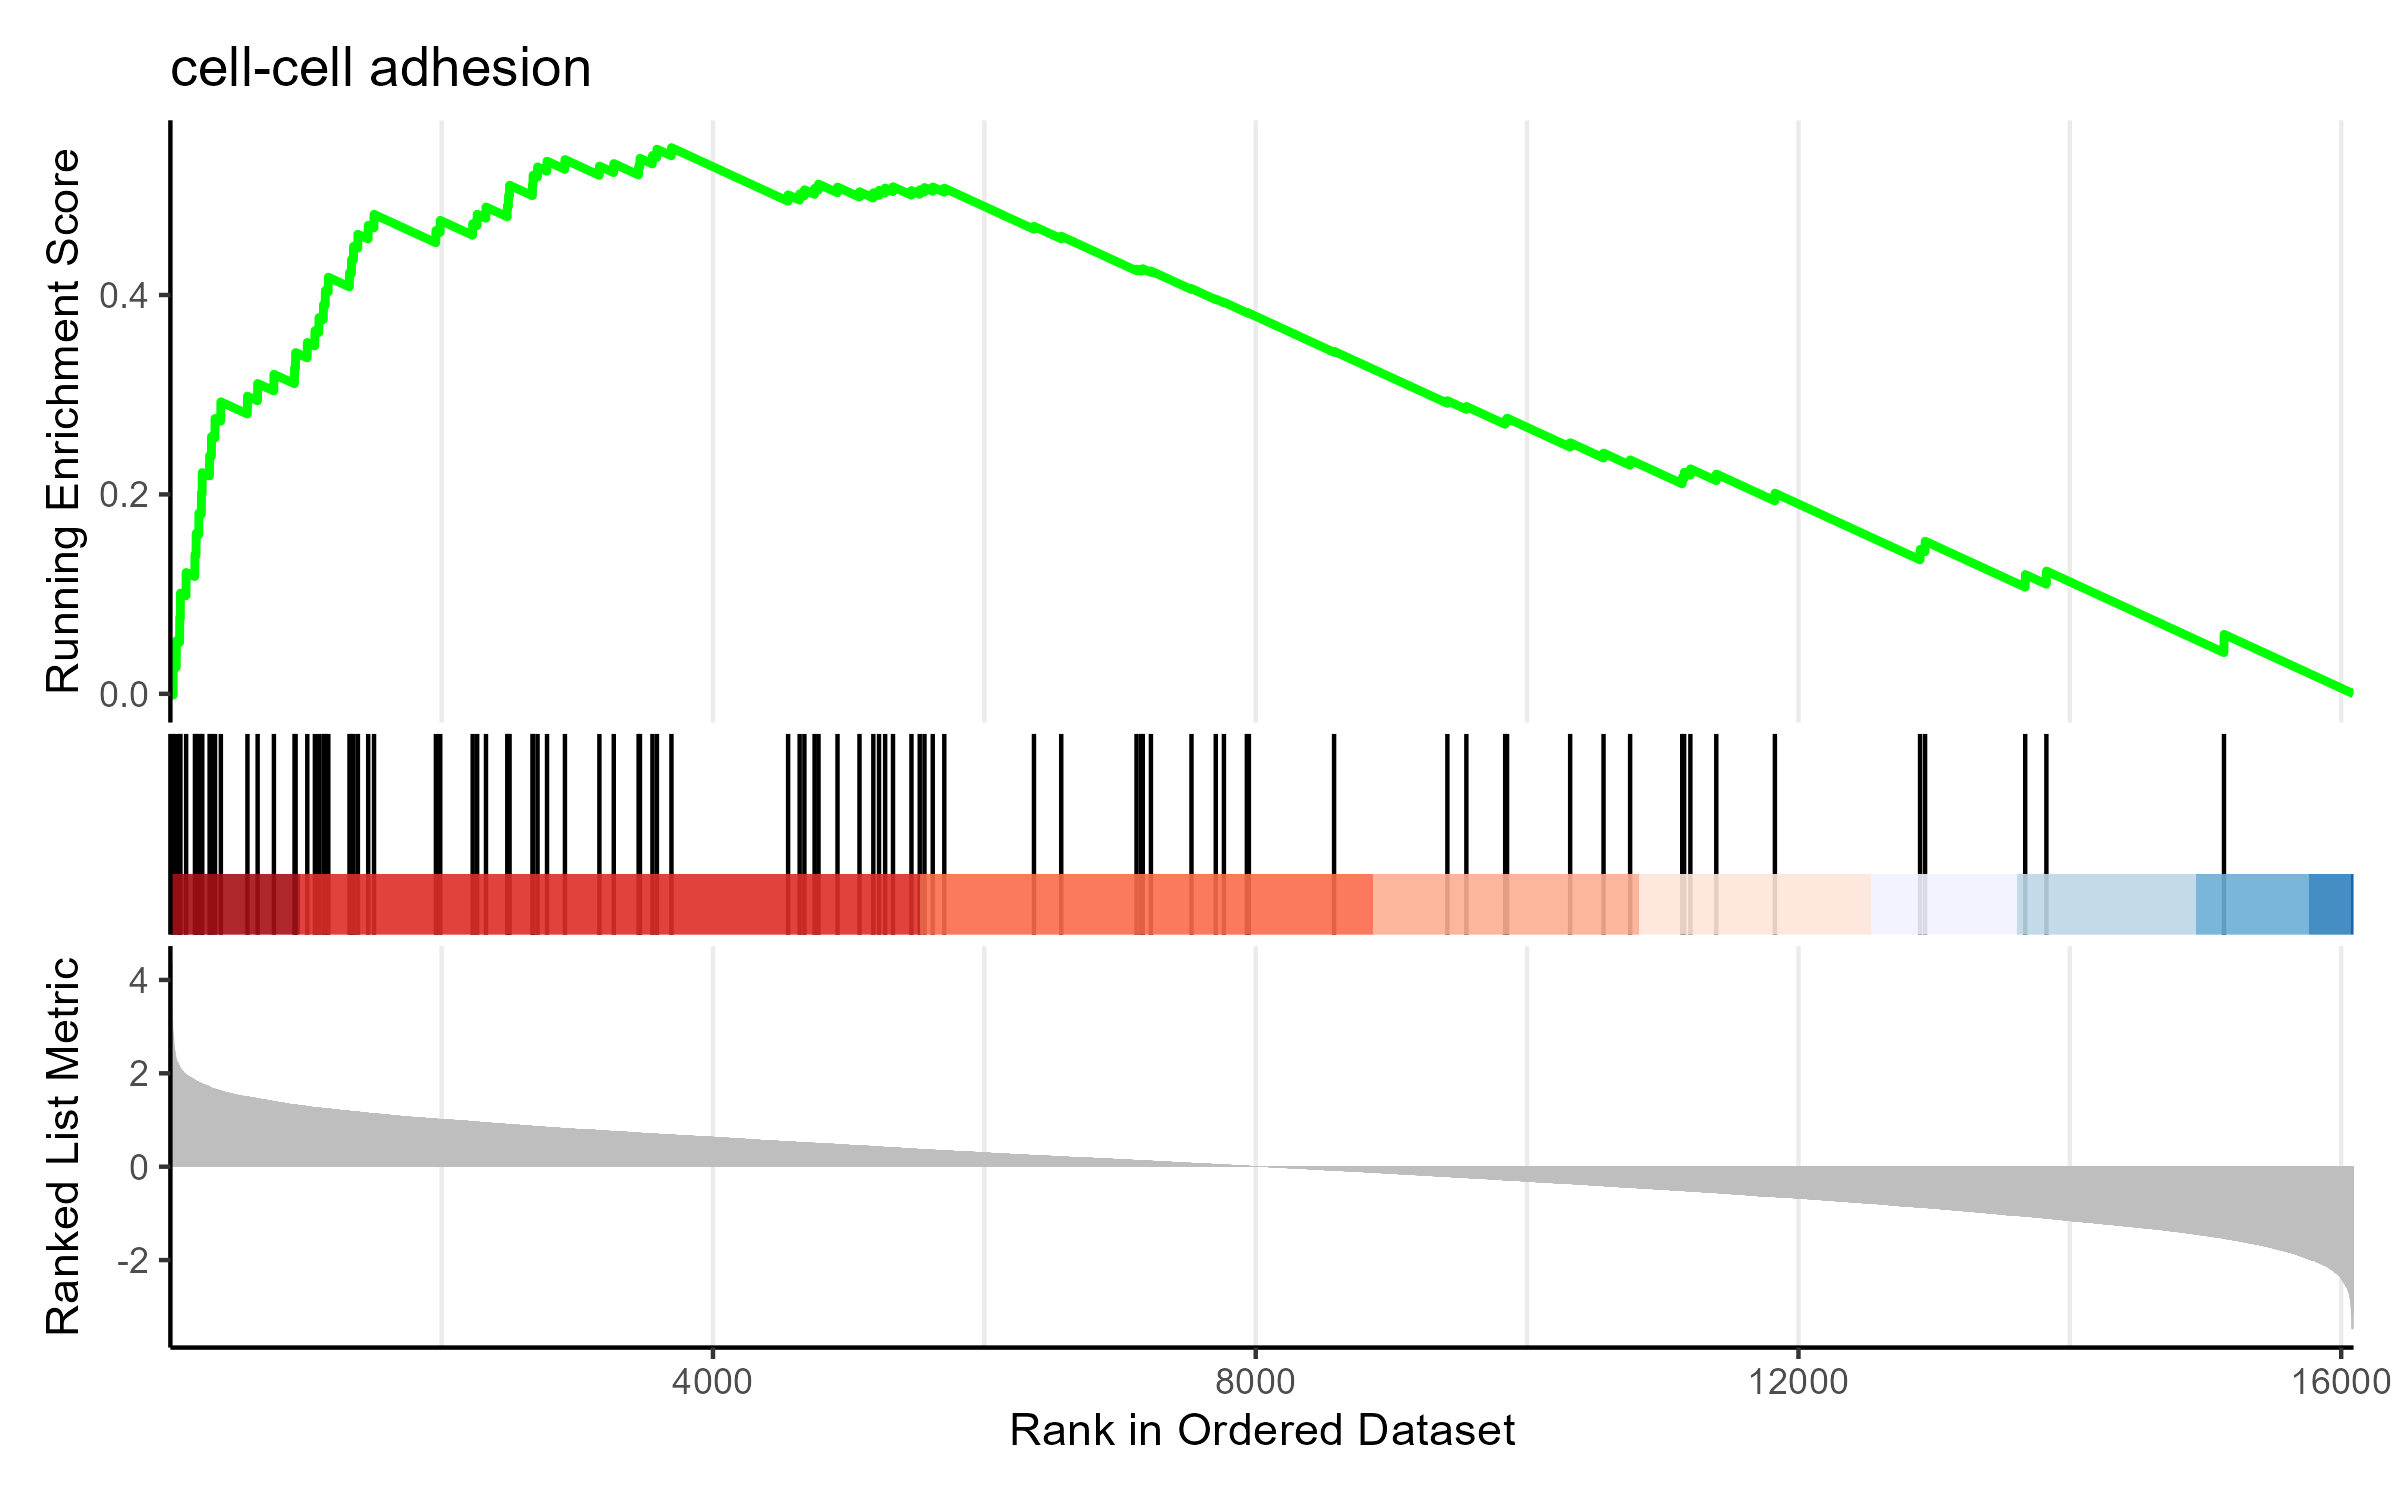 cell-cell adhesion
Running Enrichment Score
0.4
0.2
0.0
Ranked List Metric
4
2
0
-2
4000
8000
12000
16000
Rank in Ordered Dataset